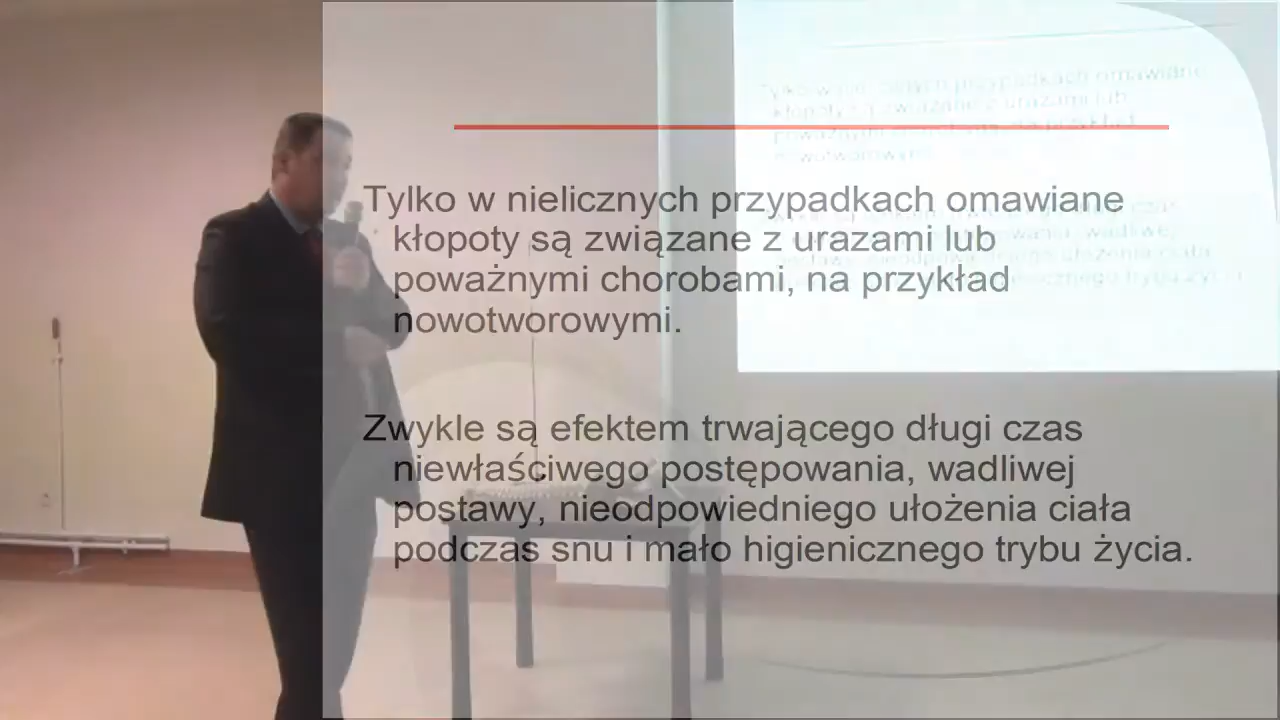 Tylko w nielicznych przypadkach omawiane
kłopoty są związane z urazami lub
poważnymi chorobami, na przykład
nowotworowymi.
Zwykle są efektem trwającego długi czas
niewłaściwego postępowania, wadliwej
postawy, nieodpowiedniego ułożenia ciała
podczas snu i mało higienicznego trybu życia.